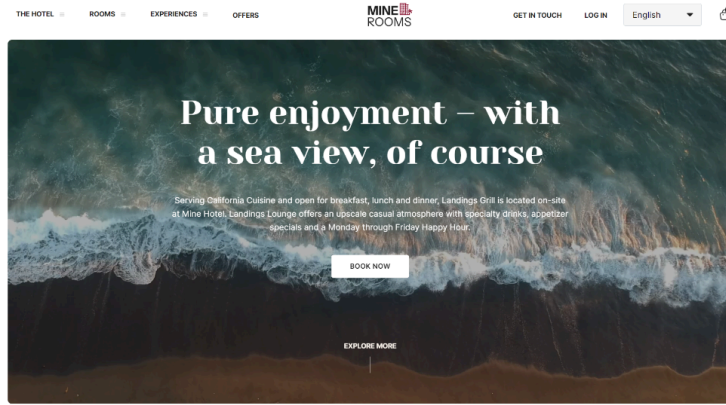 THE HOTEL
ROOMS
EXPERIENCES
OFFERS
MINE
ROOMS
GET IN TOUCH
LOG IN
English
Pure enjoyment – with
a sea view, of course
Serving California Cuisine and open for breakfast, lunch and dinner, Landings Grill is located on-site
at Mine Hotel. Landings Lounge offers an upscale casual atmosphere with specialty drinks, appetizer
specials and a Monday through Friday Happy Hour.
BOOK NOW
EXPLORE MORE